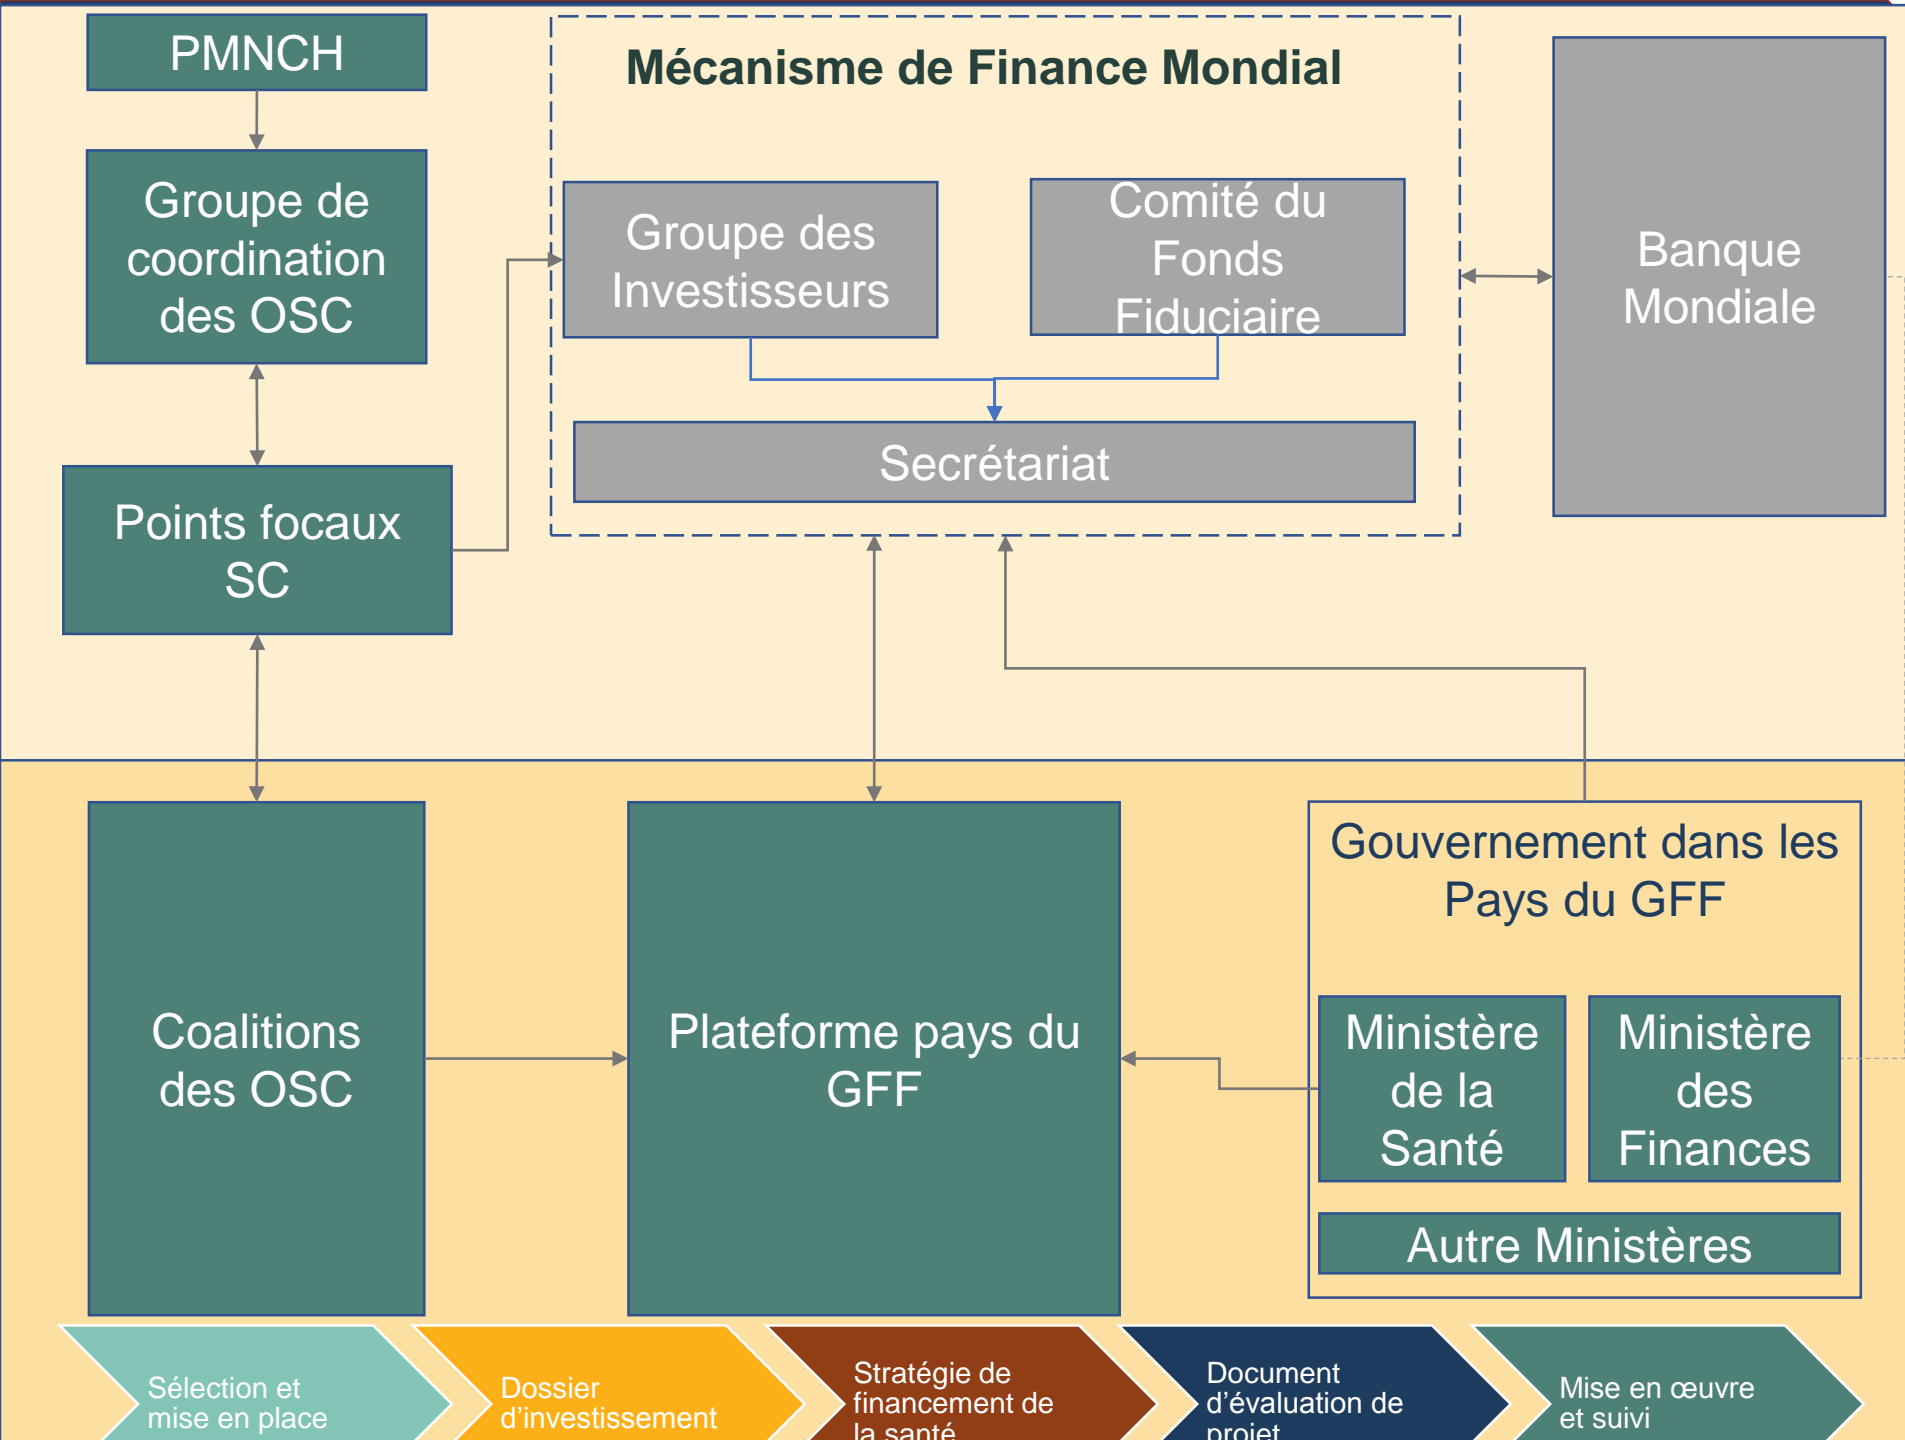 PMNCH
Mécanisme de Finance Mondial
Groupe de
coordination
des OSC
Groupe des
Investisseurs
Comité du
Fonds
Fiduciaire
Banque
Mondiale
Secrétariat
Points focaux
SC
Gouvernement dans les
Pays du GFF
Coalitions
des OSC
Plateforme pays du
GFF
Ministère
de la
Santé
Ministère
des
Finances
Autre Ministères
Sélection et
mise en place
Dossier
d'investissement
Stratégie de
financement de
la santé
Document
d'évaluation de
projet
Mise en œuvre
et suivi